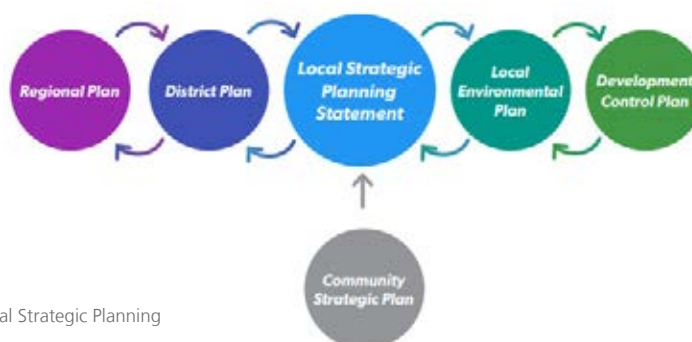 Regional Plan
District Plan
Local Strategic
Planning
Statement
Local
Environmental
Plan
Development
Control Plan
Community
Strategic Plan
al Strategic Planning